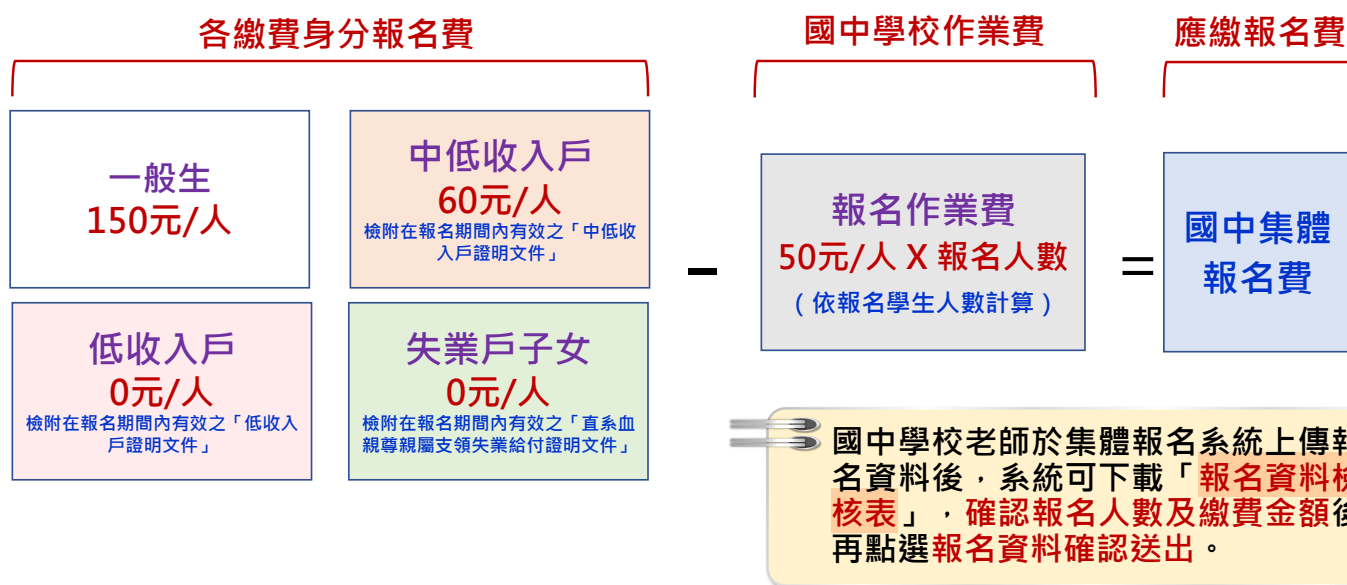 各繳費身分報名費
國中學校作業費
應繳報名費
一般生
150元/人
中低收入戶
60元/人
檢附在報名期間內有效之「中低收
入戶證明文件」
低收入戶
0元/人
檢附在報名期間內有效之「低收入
戶證明文件」
失業戶子女
0元/人
檢附在報名期間內有效之「直系血
親尊親屬支領失業給付證明文件」
-
報名作業費
50元/人 X 報名人數
(依報名學生人數計算)
=
國中集體
報名費
國中學校老師於集體報名系統上傳報
名資料後,系統可下載「報名資料檢
核表」,確認報名人數及繳費金額後
再點選報名資料確認送出。